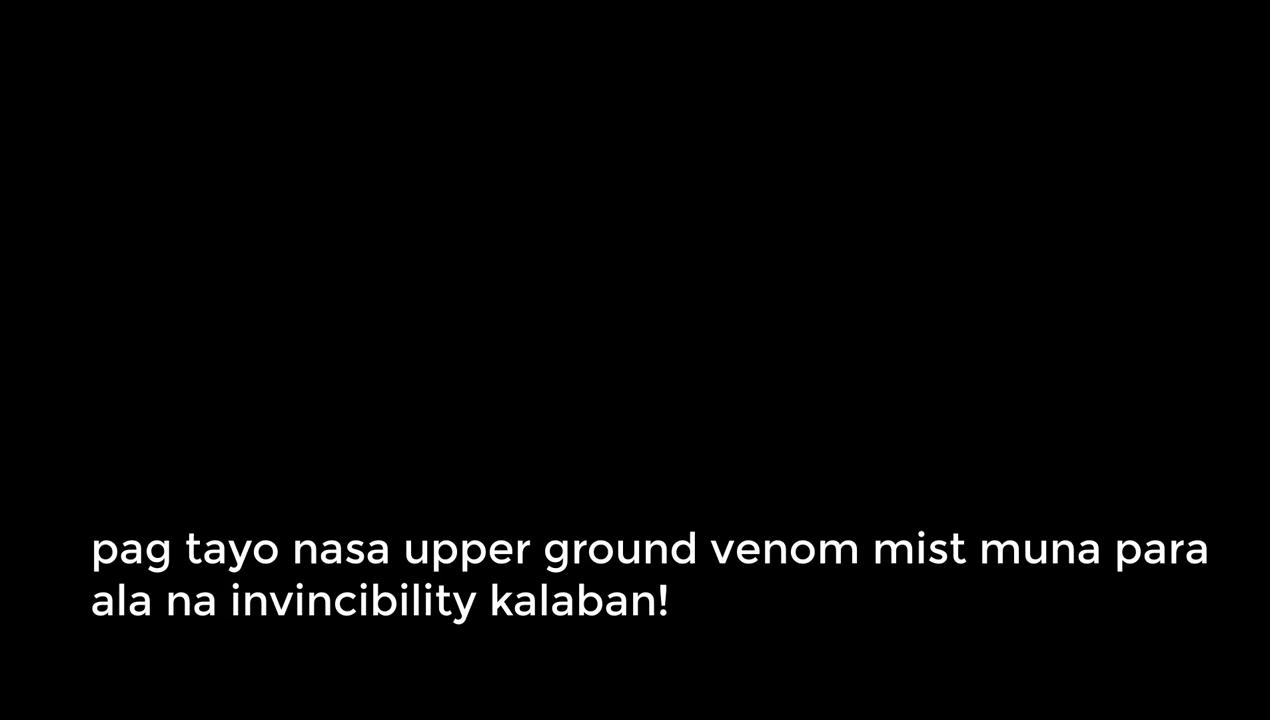 pag tayo nasa upper ground venom mist muna para
ala na invincibility kalaban!